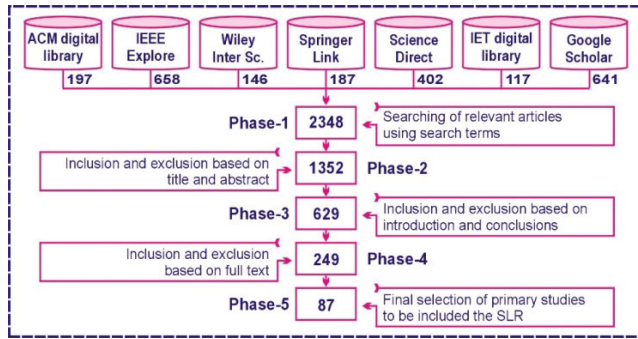 ACM digital library
IEEE Explore
Wiley Inter Sc.
Springer Link
Science Direct
IET digital library
Google Scholar
197
658
146
187
402
117
641
Phase-1
2348
Searching of relevant articles
using search terms
Inclusion and exclusion based on
title and abstract
1352
Phase-2
Phase-3
629
Inclusion and exclusion based on
introduction and conclusions
Inclusion and exclusion
based on full text
249
Phase-4
Phase-5
87
Final selection of primary studies
to be included the SLR